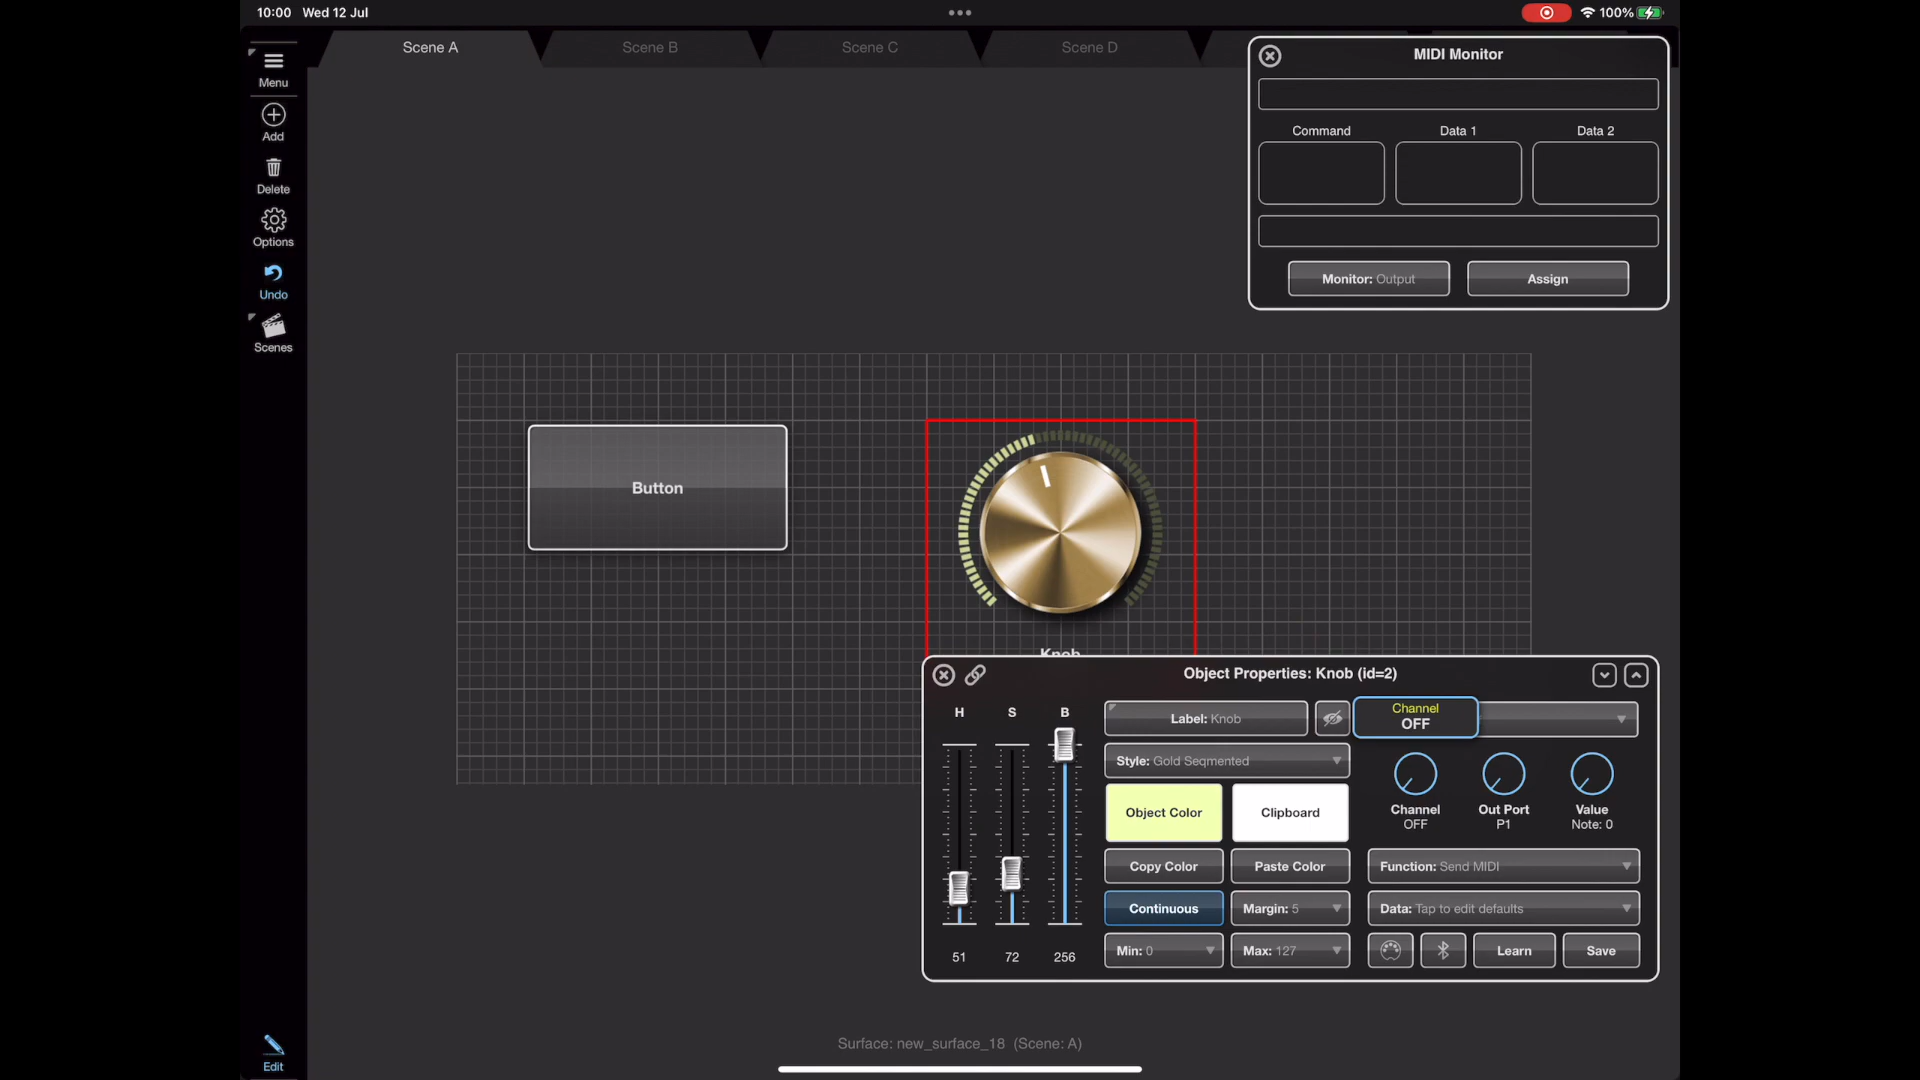 10:00 Wed 12 Jul
100%
Scene A
Scene B
Scene C
Scene D
Menu
Add
Delete
Options
Undo
Scenes
Edit
MIDI Monitor
Command
Data 1
Data 2
Monitor: Output
Assign
Button
Knob
Object Properties: Knob (id=2)
H
S
B
51
72
256
Label: Knob
Style: Gold Seqmented
Object Color
Clipboard
Copy Color
Paste Color
Continuous
Margin: 5
Min: 0
Max: 127
Channel
OFF
Channel
OFF
Out Port
P1
Value
Note: 0
Function: Send MIDI
Data: Tap to edit defaults
Learn
Save
Surface: new_surface_18 (Scene: A)